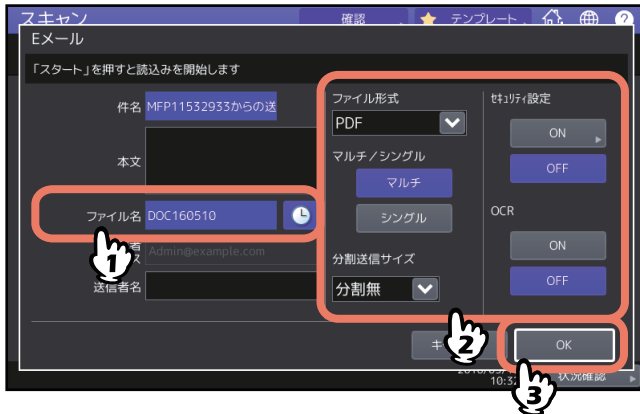 スキャン
確認
テンプレート
?
Eメール
「スタート」を押すと読込みを開始します
件名 MFP11532933からの送
本文
ファイル名 DOC160510
Admin@example.com
送信者名
ファイル形式
PDF
マルチ/シングル
マルチ
シングル
分割送信サイズ
分割無
セキュリティ設定
ON
OFF
OCR
ON
OFF
OK
状況確認
1
2
3